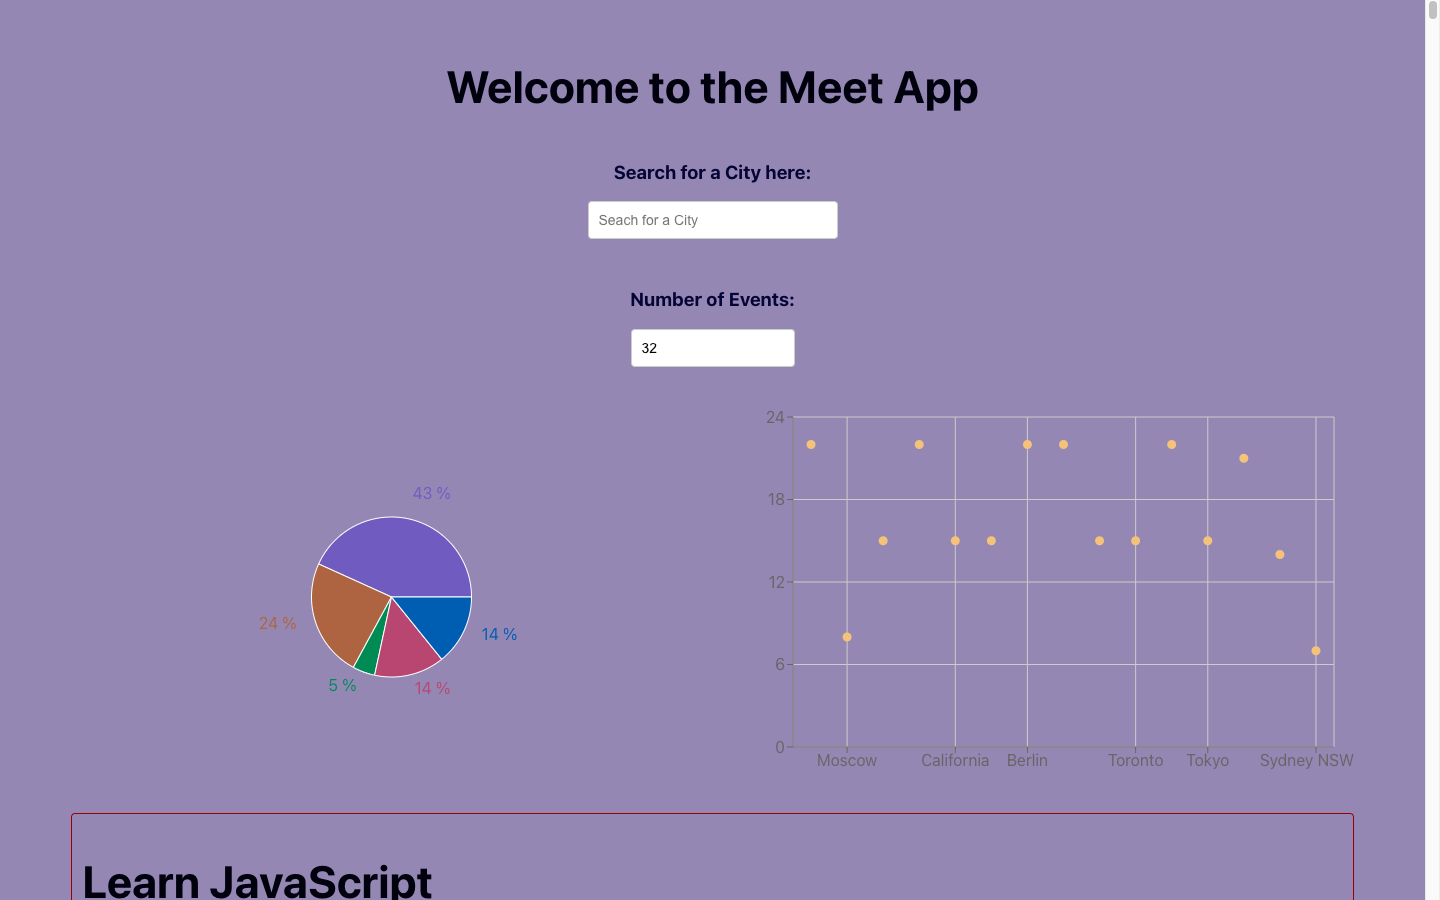 Welcome to the Meet App
Search for a City here:
Seach for a City
Number of Events:
32
43 %
24 %
14 %
5 %
14 %
24
18
12
6
0
Moscow California Berlin Toronto Tokyo Sydney NSW
Learn JavaScript